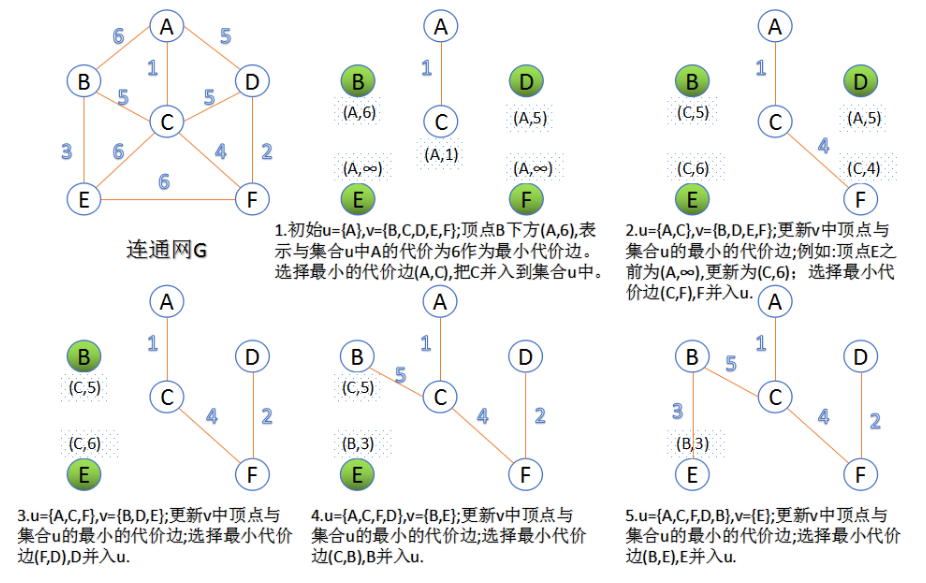 A
6
5
B
1
D
5
5
C
3
6
4
2
6
E
F
连通网G
A
1
B
D
(A,6)
C
(A,5)
(A,1)
(A,∞)
(A,∞)
E
F
1.初始u={A},v={B,C,D,E,F};顶点B下方(A,6),表
示与集合u中A的代价为6作为最小代价边。
选择最小的代价边(A,C),把C并入到集合u中。
A
1
B
D
(C,5)
C
(A,5)
4
(C,6)
(C,4)
E
F
2.u={A,C},v={B,D,E,F};更新v中顶点与
集合u的最小的代价边;例如:顶点E之
前为(A,∞),更新为(C,6)；选择最小代
价边(C,F),F并入u.
A
1
B
D
(C,5)
C
4
2
(C,6)
E
F
3.u={A,C,F},v={B,D,E};更新v中顶点与
集合u的最小的代价边;选择最小代价
边(F,D),D并入u.
A
1
B
D
5
(C,5)
C
4
2
(B,3)
E
F
4.u={A,C,F,D},v={B,E};更新v中顶点与
集合u的最小的代价边;选择最小代价
边(C,B),B并入u.
A
1
B
D
5
C
3
4
2
(B,3)
E
F
5.u={A,C,F,D,B},v={E};更新v中顶点与
集合u的最小的代价边;选择最小代价
边(B,E),E并入u.